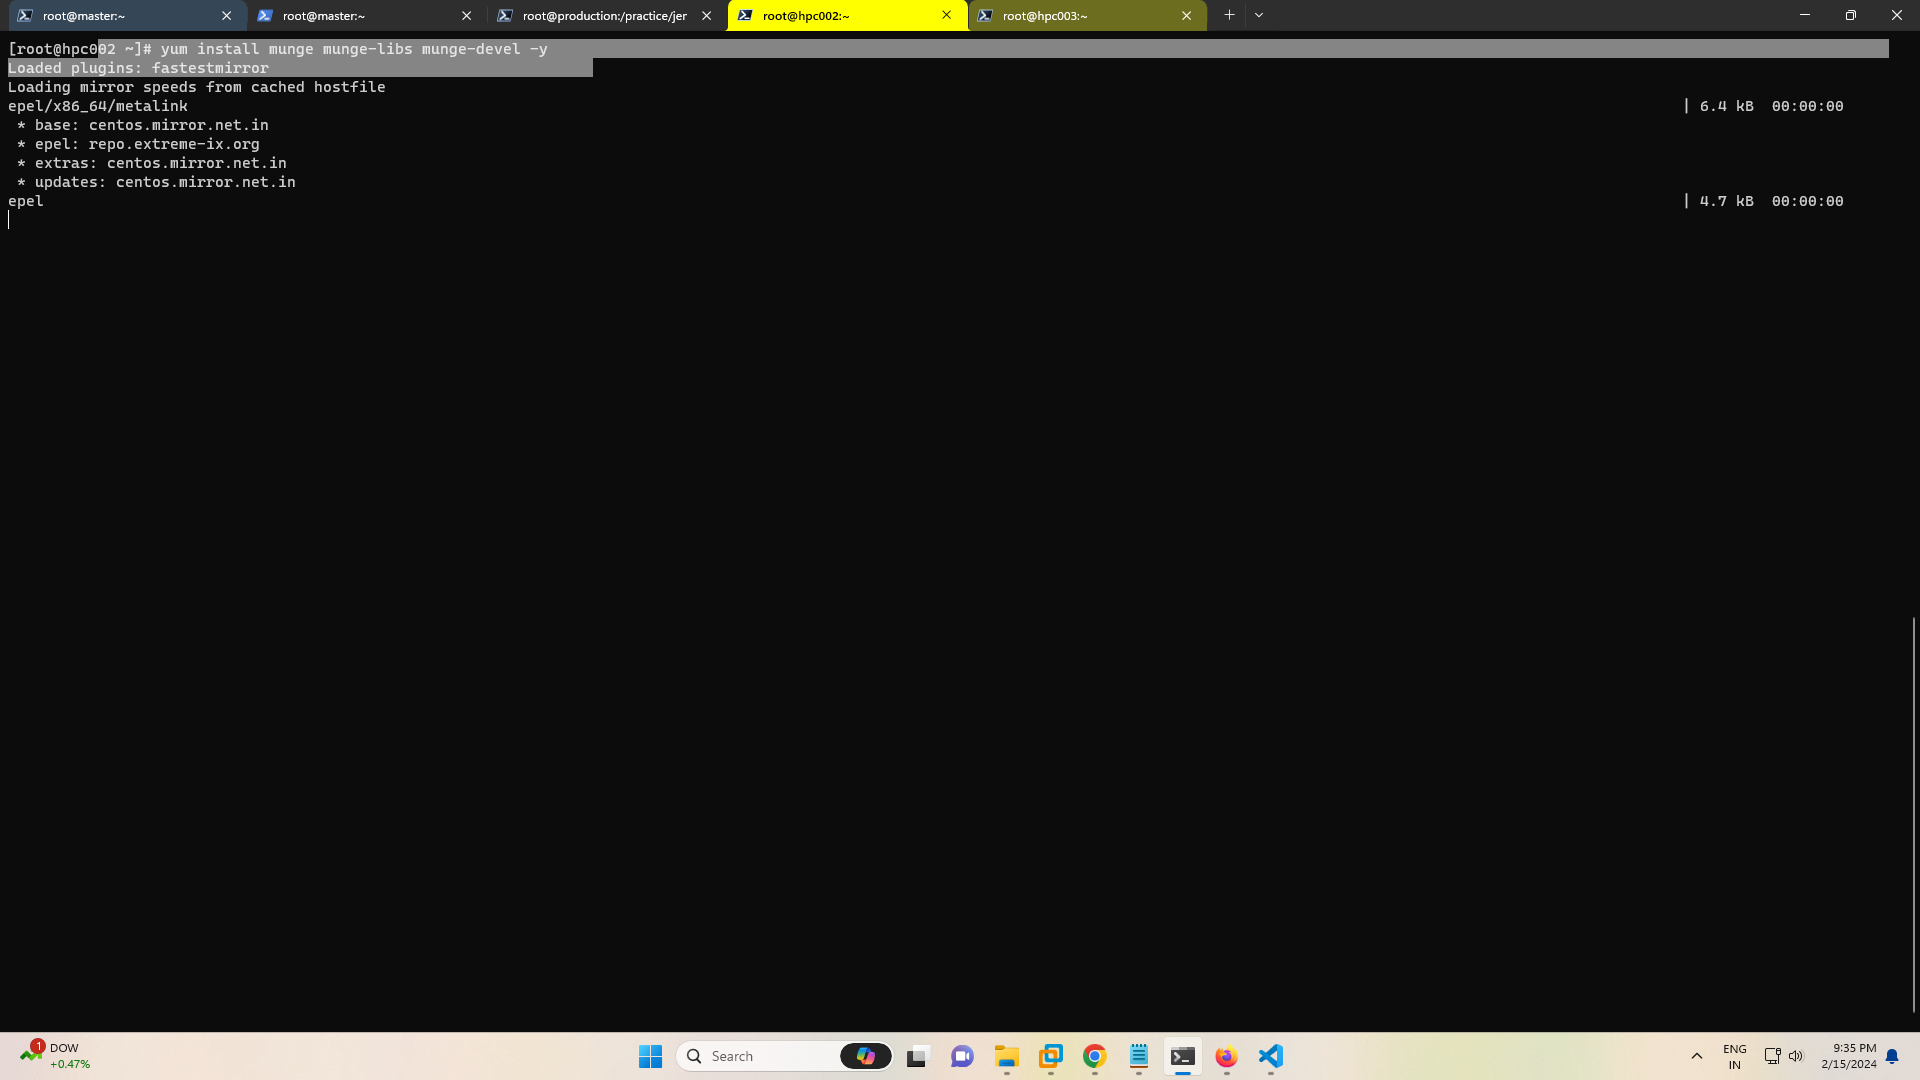 root@master:~
root@master:~
root@production:/practice/jer
root@hpc002:~
root@hpc003:~
[root@hpc002 ~]# yum install munge munge-libs munge-devel -y
Loaded plugins: fastestmirror
Loading mirror speeds from cached hostfile
epel/x86_64/metalink | 6.4 kB 00:00:00
* base: centos.mirror.net.in
* epel: repo.extreme-ix.org
* extras: centos.mirror.net.in
* updates: centos.mirror.net.in
epel | 4.7 kB 00:00:00
1
DOW
+0.47%
Search
ENG
IN
9:35 PM
2/15/2024